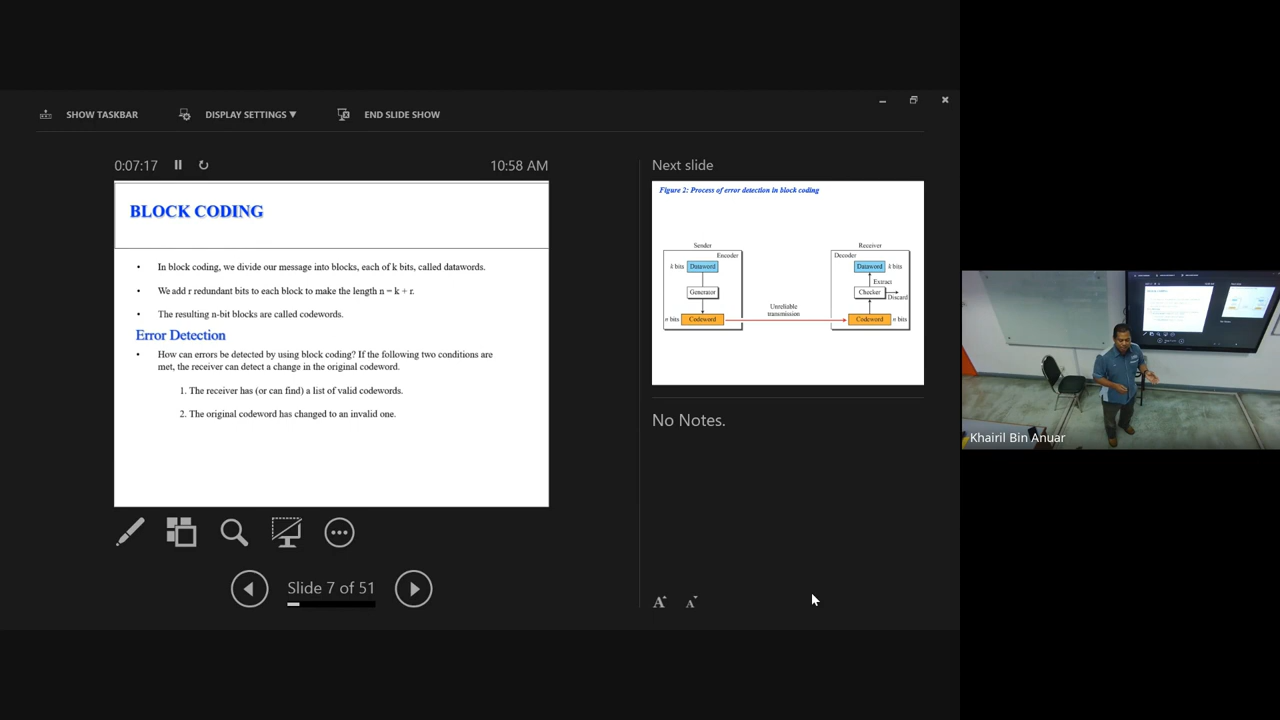 SHOW TASKBAR
DISPLAY SETTINGS ▼
END SLIDE SHOW
0:07:17
10:58 AM
BLOCK CODING
• In block coding, we divide our message into blocks, each of k bits, called datawords.
• We add r redundant bits to each block to make the length n = k + r.
• The resulting n-bit blocks are called codewords.
Error Detection
• How can errors be detected by using block coding? If the following two conditions are
met, the receiver can detect a change in the original codeword.
1. The receiver has (or can find) a list of valid codewords.
2. The original codeword has changed to an invalid one.
Slide 7 of 51
Next slide
Figure 2: Process of error detection in block coding
Sender
Encoder
k bits
Dataword
Generator
n bits
Codeword
Unreliable
transmission
Receiver
Decoder
Dataword
k bits
Extract
Checker
Discard
Codeword
n bits
No Notes.
A
A
Khairil Bin Anuar